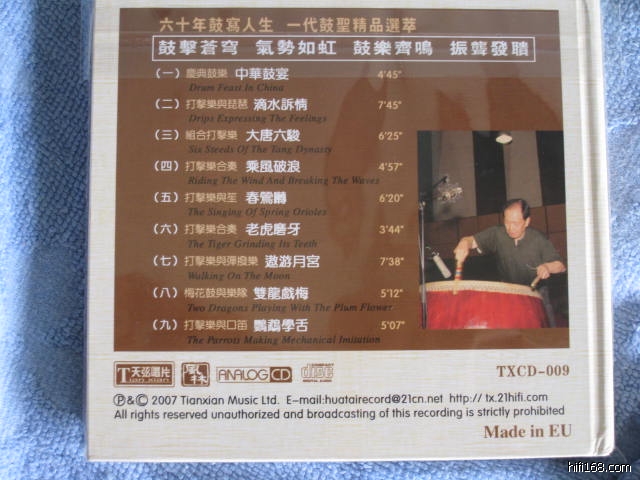 六十年鼓寫人生 一代鼓聖精品選萃
鼓擊蒼穹 氣勢如虹 鼓樂齊鳴 振聾發聵
(一) 慶典鼓樂 中華鼓宴 4'45"
Drum Feast In China
(二) 打擊樂與琵琶 滴水訴情 7'45"
Drips Expressing The Feelings
(三) 組合打擊樂 大唐六駿 6'25"
Six Steeds Of The Tang Dynasty
(四) 打擊樂合奏 乘風破浪 4'57"
Riding The Wind And Breaking The Waves
(五) 打擊樂與笙 春鶯囀 6'20"
The Singing Of Spring Orioles
(六) 打擊樂合奏 老虎磨牙 3'44"
The Tiger Grinding Its Teeth
(七) 打擊樂與彈撥樂 遨游月宮 7'38"
Walking On The Moon
(八) 梅花鼓與樂隊 雙龍戲梅 5'12"
Two Dragons Playing With The Plum Flower
(九) 打擊樂與口笛 鸚鵡學舌 5'07"
The Parrots Making Mechanical Imitation
天弦唱片
TIAN XIAN
風林
ANALOG CD
COMPACT
disc
DIGITAL AUDIO
TXCD-009
℗&© 2007 Tianxian Music Ltd. E-mail:huatairecord@21cn.net http://tx.21hifi.com
All rights reserved unauthorized and broadcasting of this recording is strictly prohibited
Made in EU
hifi168.com